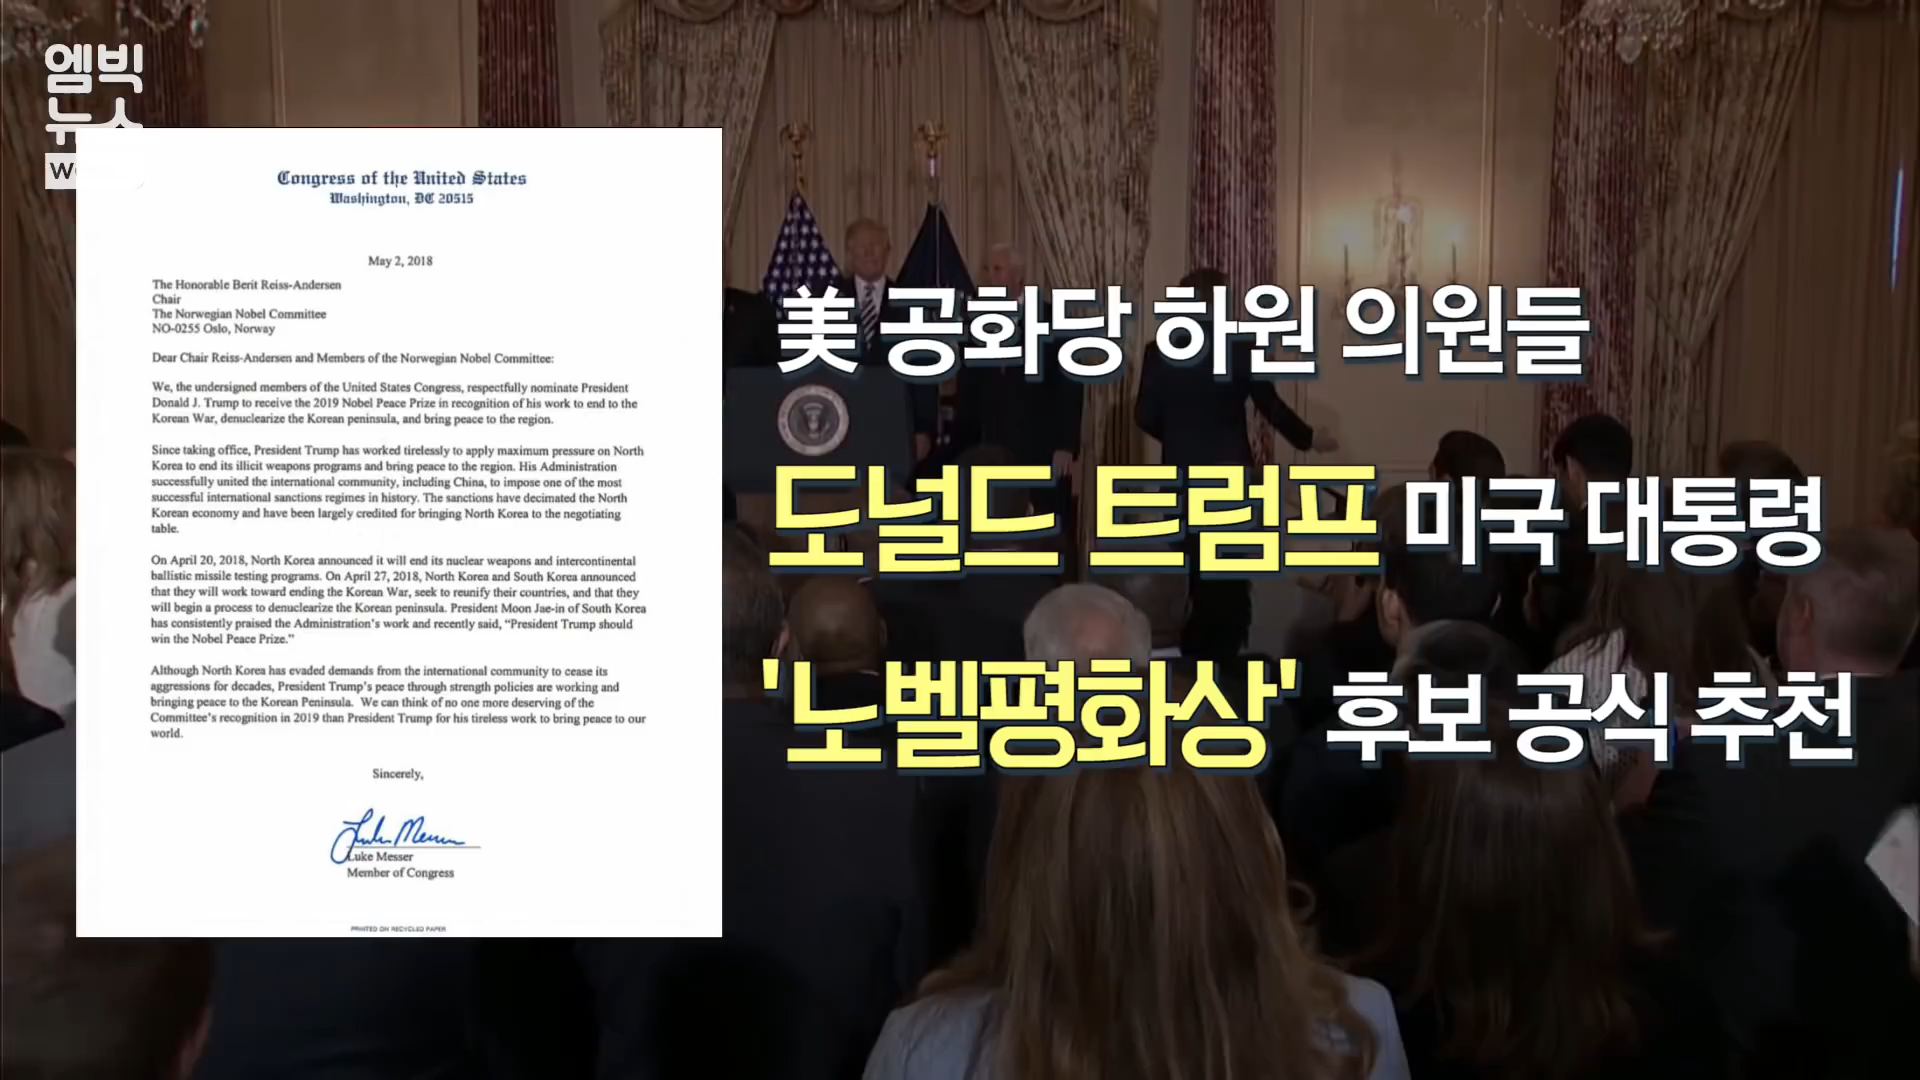 엠빅
뉴스
Congress of the United States
Washington, DC 20515
May 2, 2018
The Honorable Berit Reiss-Andersen
Chair
The Norwegian Nobel Committee
NO-0255 Oslo, Norway
Dear Chair Reiss-Andersen and Members of the Norwegian Nobel Committee:
We, the undersigned members of the United States Congress, respectfully nominate President
Donald J. Trump to receive the 2019 Nobel Peace Prize in recognition of his work to end to the
Korean War, denuclearize the Korean peninsula, and bring peace to the region.
Since taking office, President Trump has worked tirelessly to apply maximum pressure on North
Korea to end its illicit weapons programs and bring peace to the region. His Administration
successfully united the international community, including China, to impose one of the most
successful international sanctions regimes in history. The sanctions have decimated the North
Korean economy and have been largely credited for bringing North Korea to the negotiating
table.
On April 20, 2018, North Korea announced it will end its nuclear weapons and intercontinental
ballistic missile testing programs. On April 27, 2018, North Korea and South Korea announced
that they will work toward ending the Korean War, seek to reunify their countries, and that they
will begin a process to denuclearize the Korean peninsula. President Moon Jae-in of South Korea
has consistently praised the Administration's work and recently said, “President Trump should
win the Nobel Peace Prize.”
Although North Korea has evaded demands from the international community to cease its
aggressions for decades, President Trump's peace through strength policies are working and
bringing peace to the Korean Peninsula. We can think of no one more deserving of the
Committee's recognition in 2019 than President Trump for his tireless work to bring peace to our
world.
Sincerely,
Luke Messer
Luke Messer
Member of Congress
PRINTED ON RECYCLED PAPER
美 공화당 하원 의원들
도널드 트럼프 미국 대통령
'노벨평화상' 후보 공식 추천